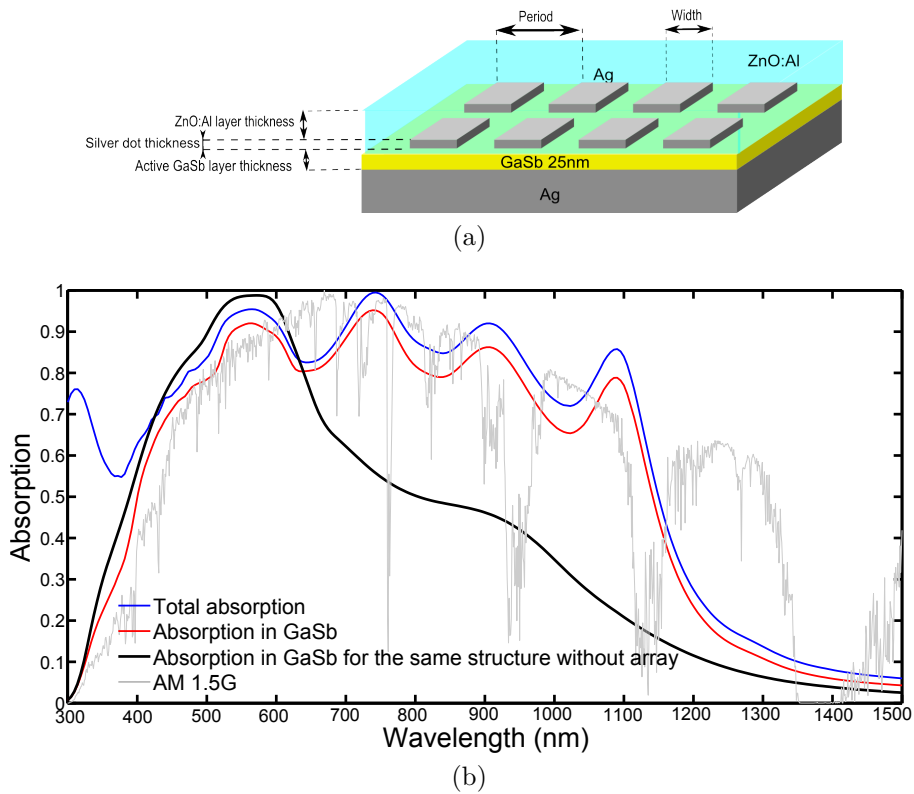 Period
Width
ZnO:Al
Ag
ZnO:Al layer thickness
Silver dot thickness
Active GaSb layer thickness
GaSb 25nm
Ag
(a)
1
0.9
0.8
0.7
0.6
0.5
0.4
0.3
0.2
0.1
0
Absorption
Total absorption
Absorption in GaSb
Absorption in GaSb for the same structure without array
AM 1.5G
300 400 500 600 700 800 900 1000 1100 1200 1300 1400 1500
Wavelength (nm)
(b)